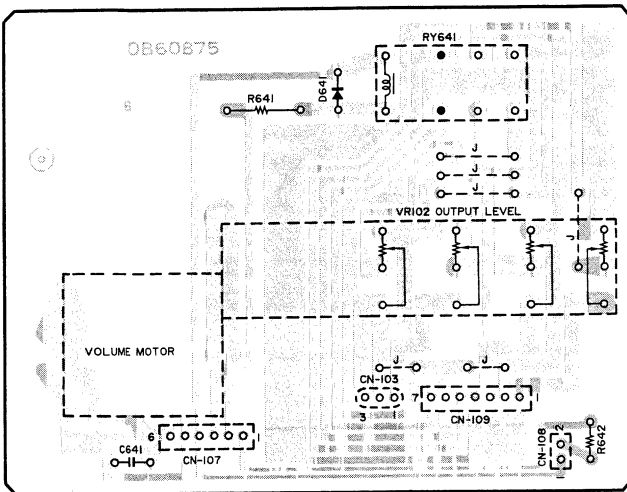 OB60875
RY641
D641
R641
6
J
J
J
VR102 OUTPUT LEVEL
J
VOLUME MOTOR
J
J
CN-103
3
1
7
1
CN-109
6
1
CN-107
C641
CN-108
2
1
R642